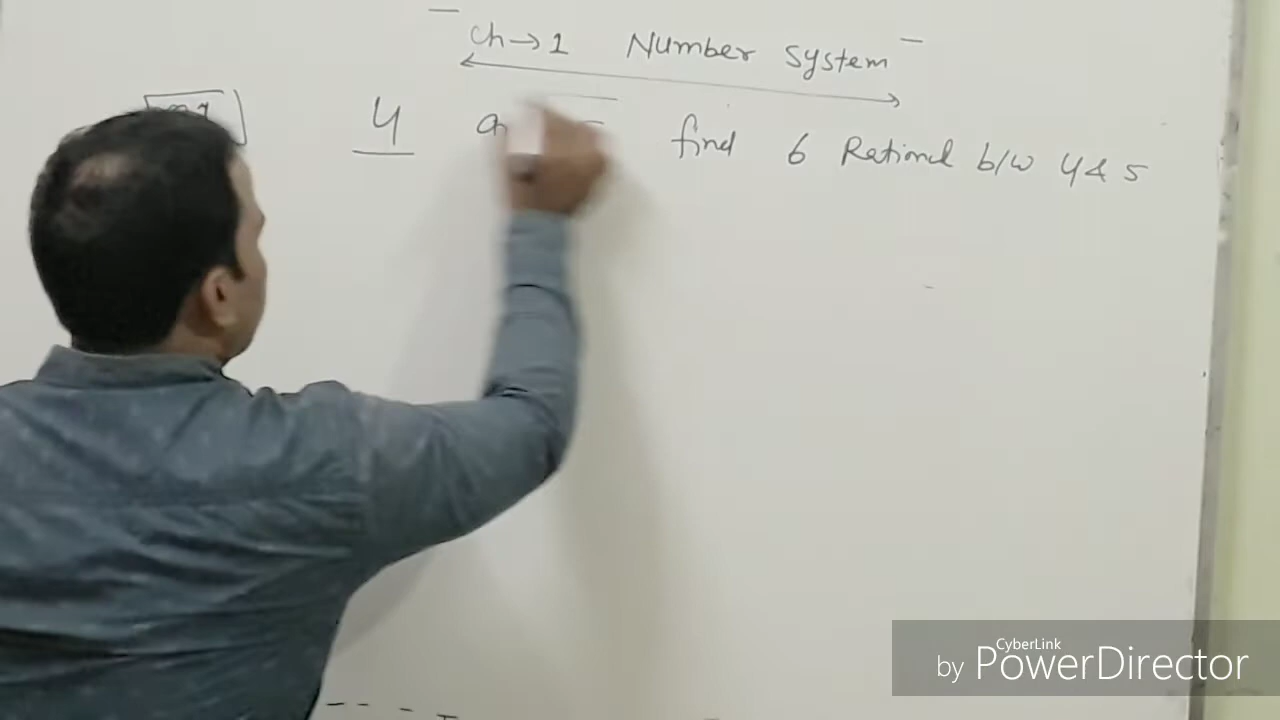 Ch→1 Number System
4 find 6 Rational b/w 4 & 5
CyberLink
by PowerDirector